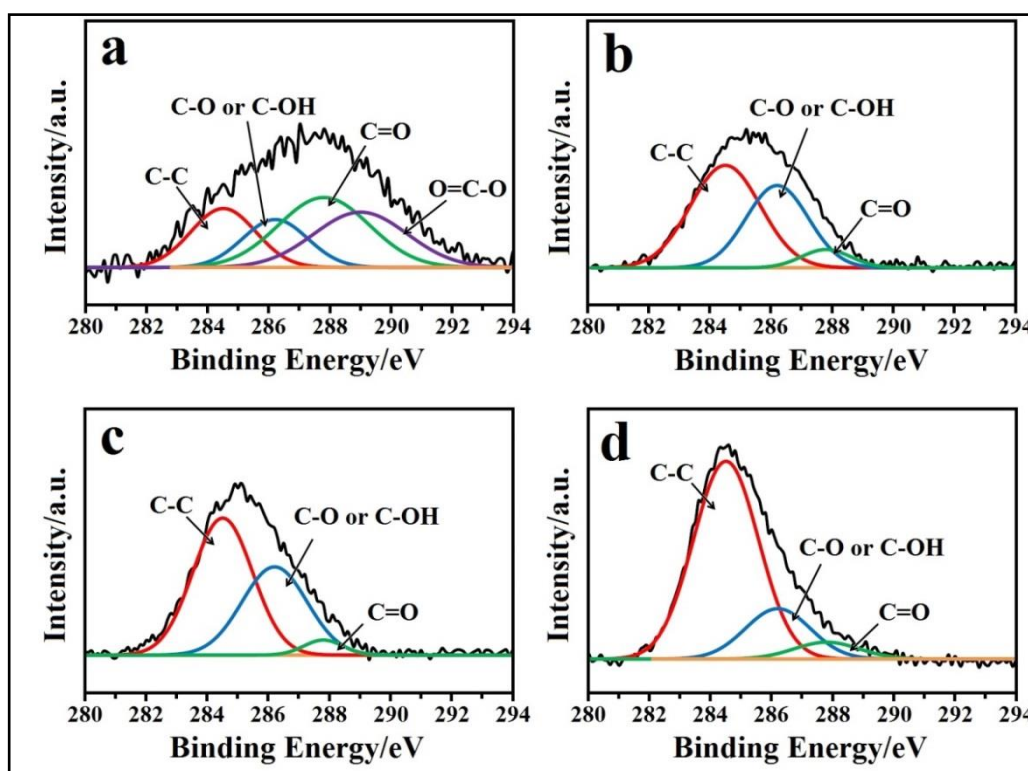 a
C-O or C-OH
C=O
C-C
O=C-O
Intensity/a.u.
280 282 284 286 288 290 292 294
Binding Energy/eV
b
C-O or C-OH
C-C
C=O
Intensity/a.u.
280 282 284 286 288 290 292 294
Binding Energy/eV
c
C-C
C-O or C-OH
C=O
Intensity/a.u.
280 282 284 286 288 290 292 294
Binding Energy/eV
d
C-C
C-O or C-OH
C=O
Intensity/a.u.
280 282 284 286 288 290 292 294
Binding Energy/eV